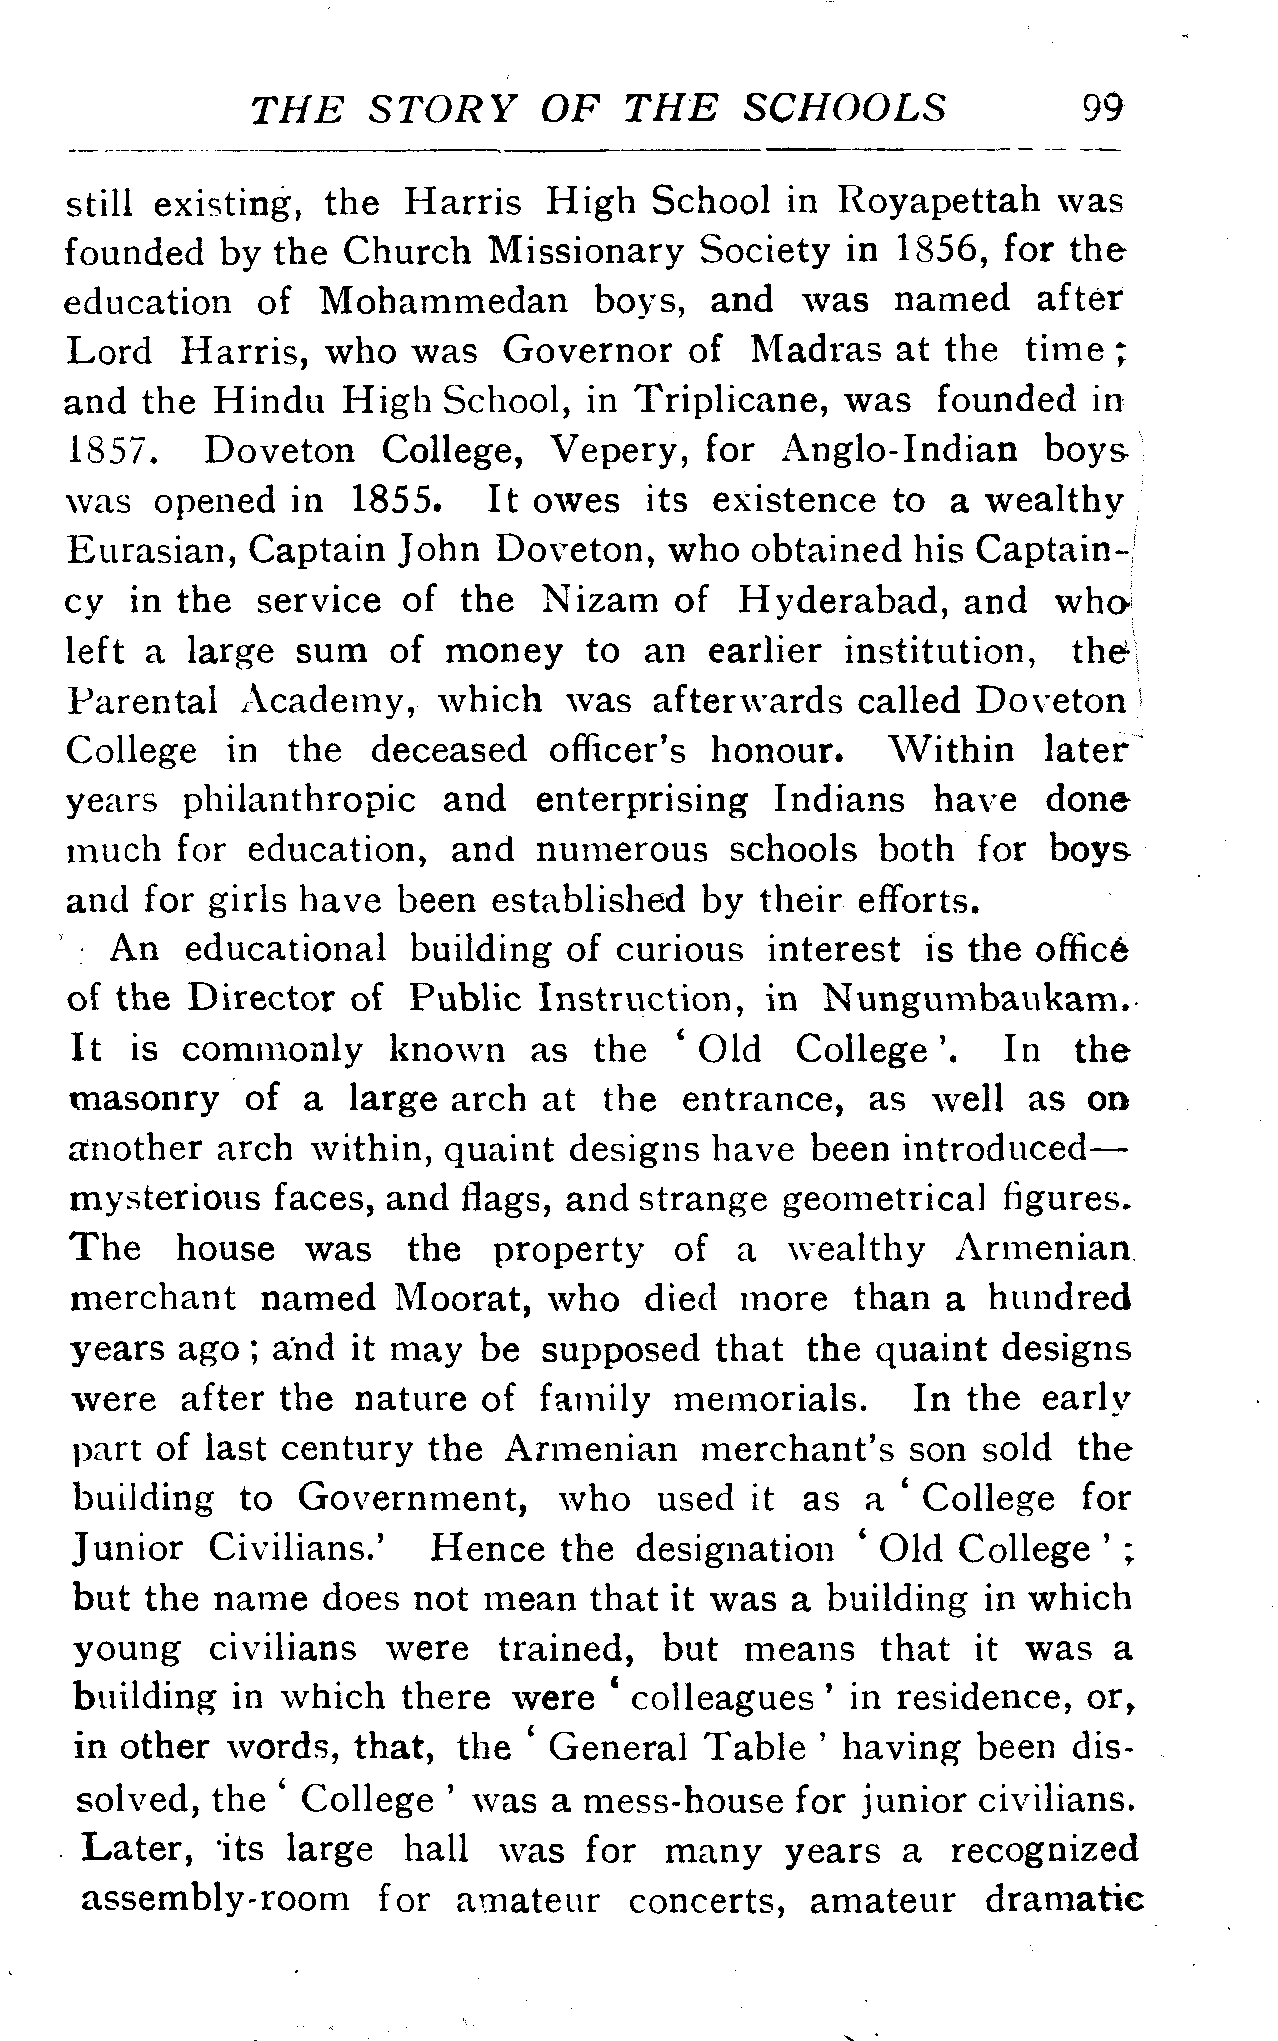 THE STORY OF THE SCHOOLS 99
still existing, the Harris High School in Royapettah was
founded by the Church Missionary Society in 1856, for the
education of Mohammedan boys, and was named after
Lord Harris, who was Governor of Madras at the time ;
and the Hindu High School, in Triplicane, was founded in
1857. Doveton College, Vepery, for Anglo-Indian boys
was opened in 1855. It owes its existence to a wealthy
Eurasian, Captain John Doveton, who obtained his Captain-
cy in the service of the Nizam of Hyderabad, and who
left a large sum of money to an earlier institution, the
Parental Academy, which was afterwards called Doveton
College in the deceased officer's honour. Within later
years philanthropic and enterprising Indians have done
much for education, and numerous schools both for boys
and for girls have been established by their efforts.
An educational building of curious interest is the office
of the Director of Public Instruction, in Nungumbaukam.
It is commonly known as the ‘ Old College ’. In the
masonry of a large arch at the entrance, as well as on
another arch within, quaint designs have been introduced—
mysterious faces, and flags, and strange geometrical figures.
The house was the property of a wealthy Armenian
merchant named Moorat, who died more than a hundred
years ago ; and it may be supposed that the quaint designs
were after the nature of family memorials. In the early
part of last century the Armenian merchant's son sold the
building to Government, who used it as a ‘ College for
Junior Civilians.’ Hence the designation ‘ Old College ’ ;
but the name does not mean that it was a building in which
young civilians were trained, but means that it was a
building in which there were ‘ colleagues ’ in residence, or,
in other words, that, the ‘ General Table ’ having been dis-
solved, the ‘ College ’ was a mess-house for junior civilians.
Later, its large hall was for many years a recognized
assembly-room for amateur concerts, amateur dramatic